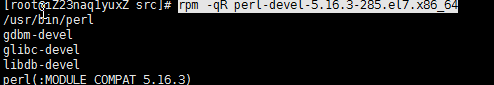 [root@iZ23naq1yuxZ src]# rpm -qR perl-devel-5.16.3-285.el7.x86_64
/usr/bin/perl
gdbm-devel
glibc-devel
libdb-devel
perl(:MODULE_COMPAT_5.16.3)